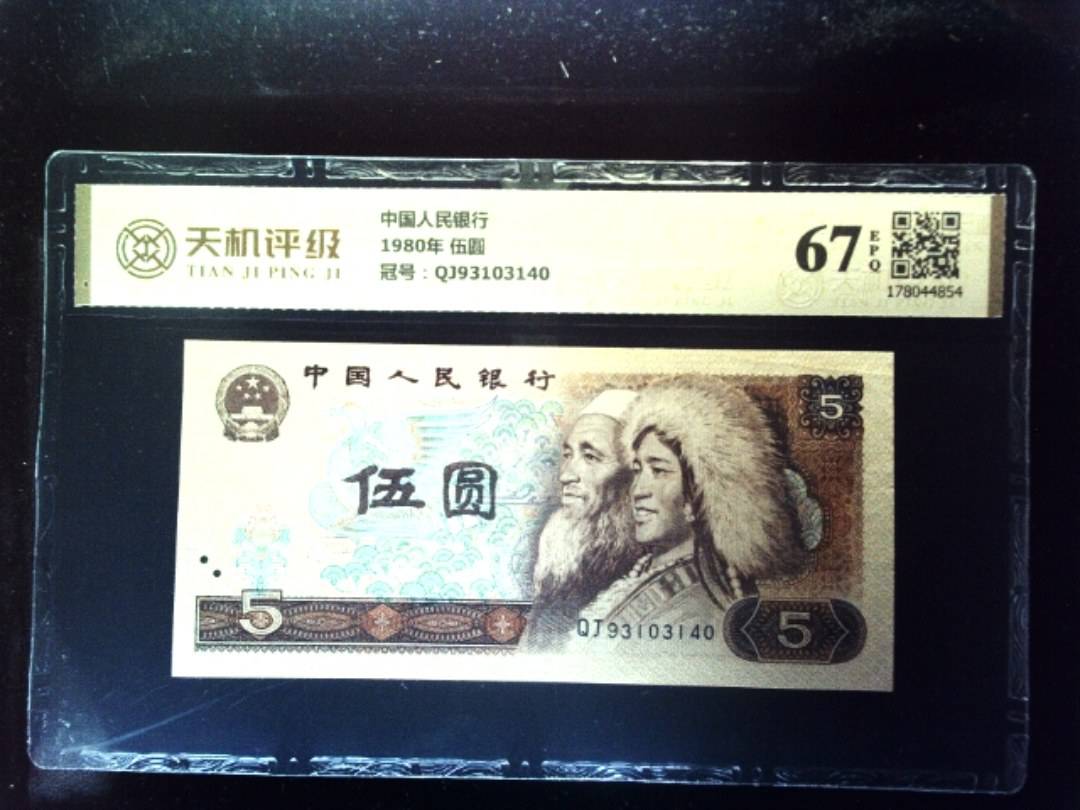 天机评级
TIAN JI PING JI
中国人民银行
1980年 伍圆
冠号：QJ93103140
67
EPQ
178044854
中国人民银行
5
伍圆
5
QJ93103140
5